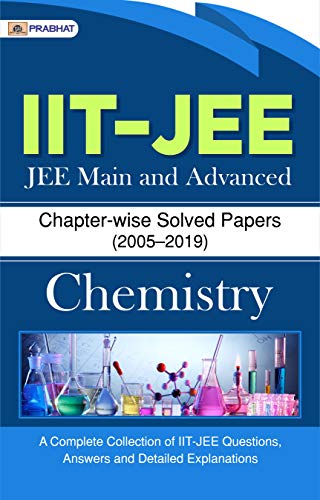 PRABHAT
IIT-JEE
JEE Main and Advanced
Chapter-wise Solved Papers
(2005–2019)
Chemistry
A Complete Collection of IIT-JEE Questions,
Answers and Detailed Explanations